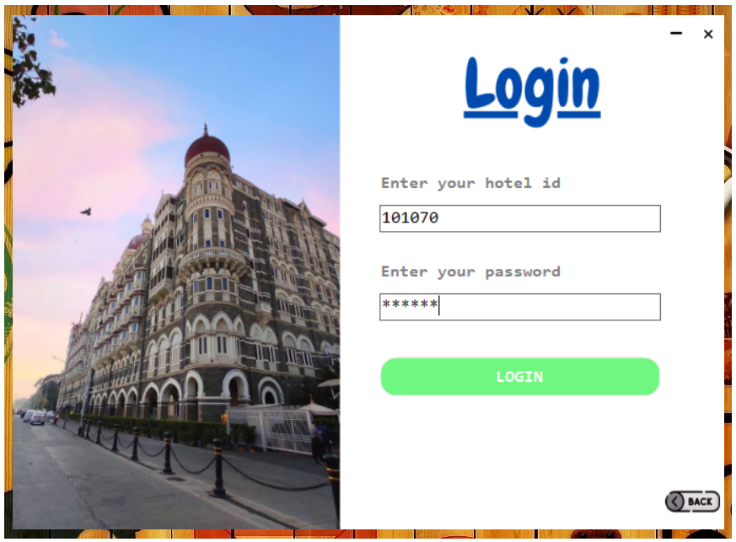 Login
Enter your hotel id
101070
Enter your password
******
LOGIN
BACK